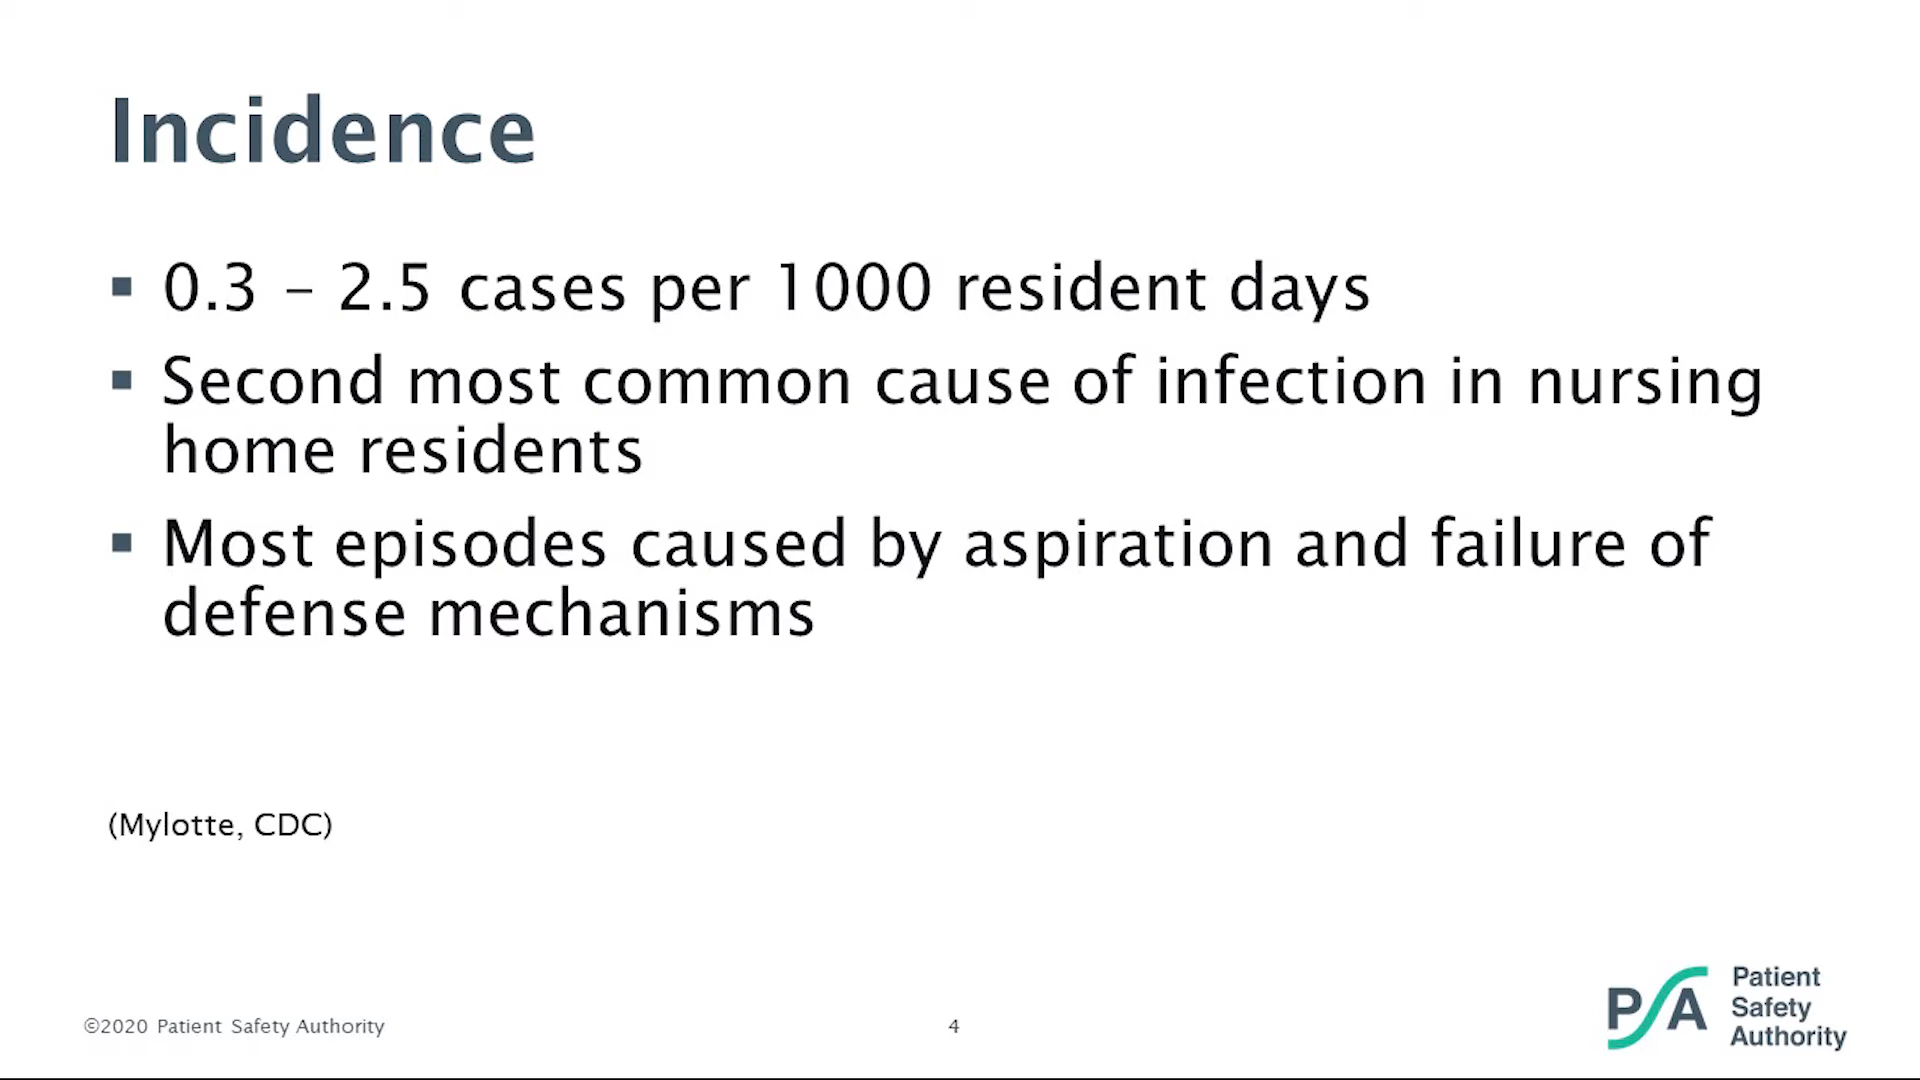 Incidence
▪ 0.3 – 2.5 cases per 1000 resident days
▪ Second most common cause of infection in nursing
home residents
▪ Most episodes caused by aspiration and failure of
defense mechanisms
(Mylotte, CDC)
©2020 Patient Safety Authority
4
PSA
Patient
Safety
Authority